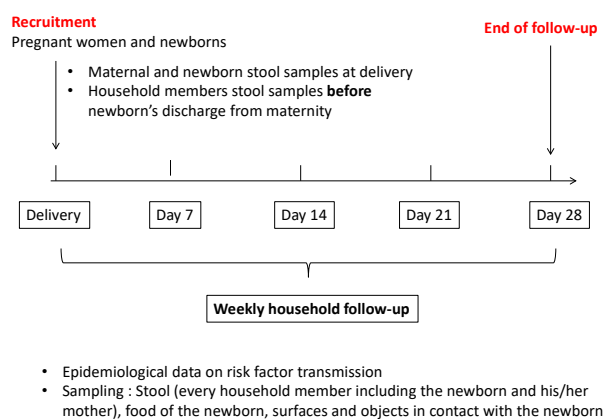 Recruitment
Pregnant women and newborns
End of follow-up
• Maternal and newborn stool samples at delivery
• Household members stool samples before
newborn's discharge from maternity
Delivery
Day 7
Day 14
Day 21
Day 28
Weekly household follow-up
• Epidemiological data on risk factor transmission
• Sampling : Stool (every household member including the newborn and his/her
mother), food of the newborn, surfaces and objects in contact with the newborn